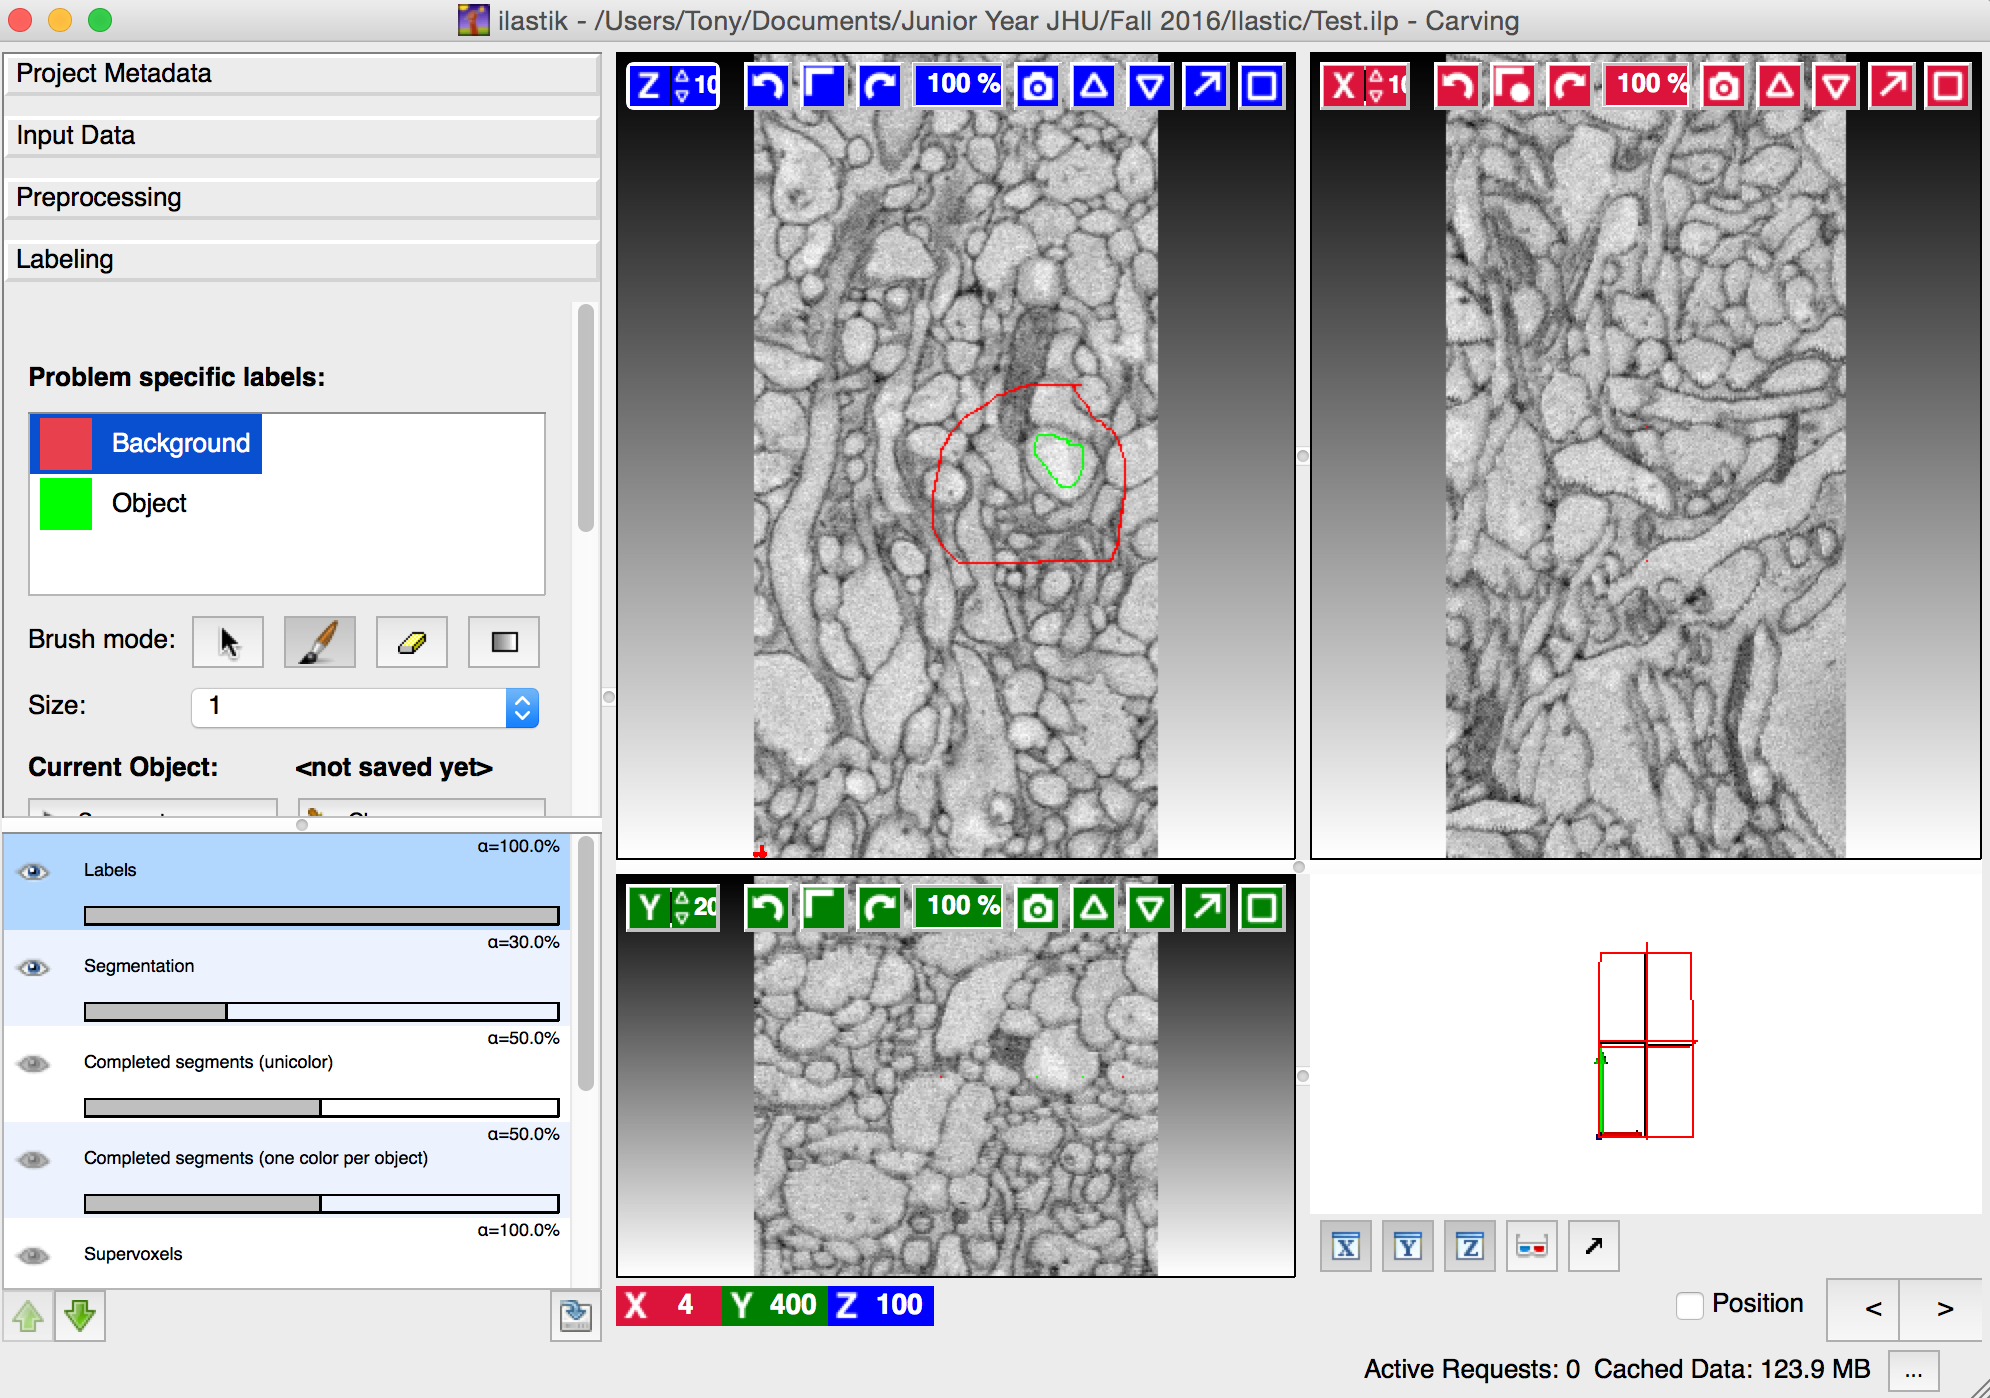 ilastik - /Users/Tony/Documents/Junior Year JHU/Fall 2016/Ilastic/Test.ilp - Carving
Project Metadata
Input Data
Preprocessing
Labeling
Problem specific labels:
Background
Object
Brush mode:
Size:
1
Current Object:
<not saved yet>
α=100.0%
Labels
α=30.0%
Segmentation
α=50.0%
Completed segments (unicolor)
α=50.0%
Completed segments (one color per object)
α=100.0%
Supervoxels
Z
10
100 %
X
10
100 %
Y
20
100 %
X 4 Y 400 Z 100
X Y Z
Position
< >
Active Requests: 0 Cached Data: 123.9 MB ...